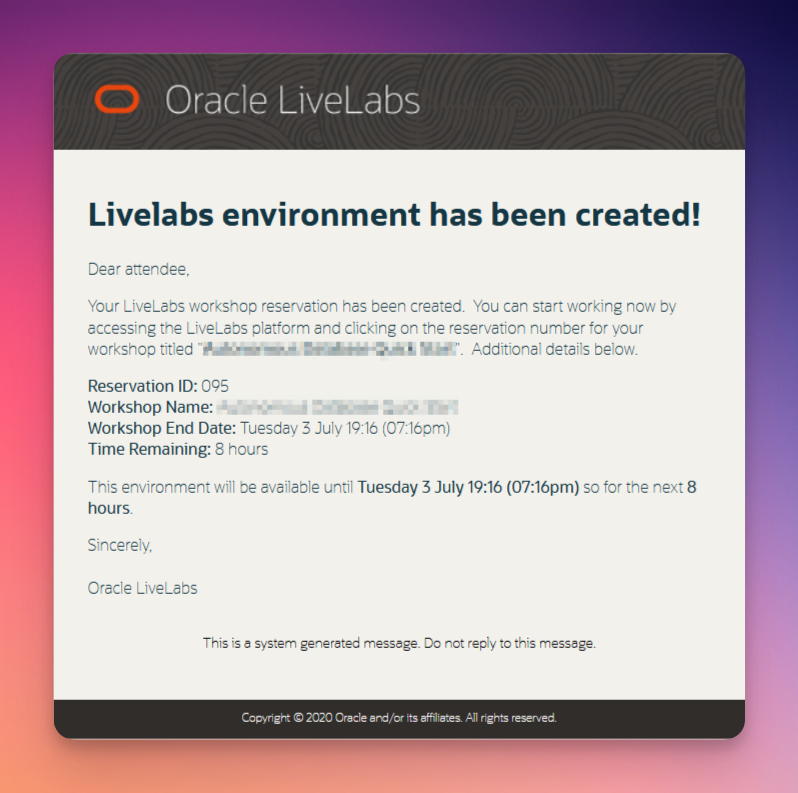 Oracle LiveLabs
Livelabs environment has been created!
Dear attendee,
Your LiveLabs workshop reservation has been created.  You can start working now by
accessing the LiveLabs platform and clicking on the reservation number for your
workshop titled "".  Additional details below.
Reservation ID: 095
Workshop Name:
Workshop End Date: Tuesday 3 July 19:16 (07:16pm)
Time Remaining: 8 hours
This environment will be available until Tuesday 3 July 19:16 (07:16pm) so for the next 8
hours.
Sincerely,
Oracle LiveLabs
This is a system generated message. Do not reply to this message.
Copyright © 2020 Oracle and/or its affiliates. All rights reserved.